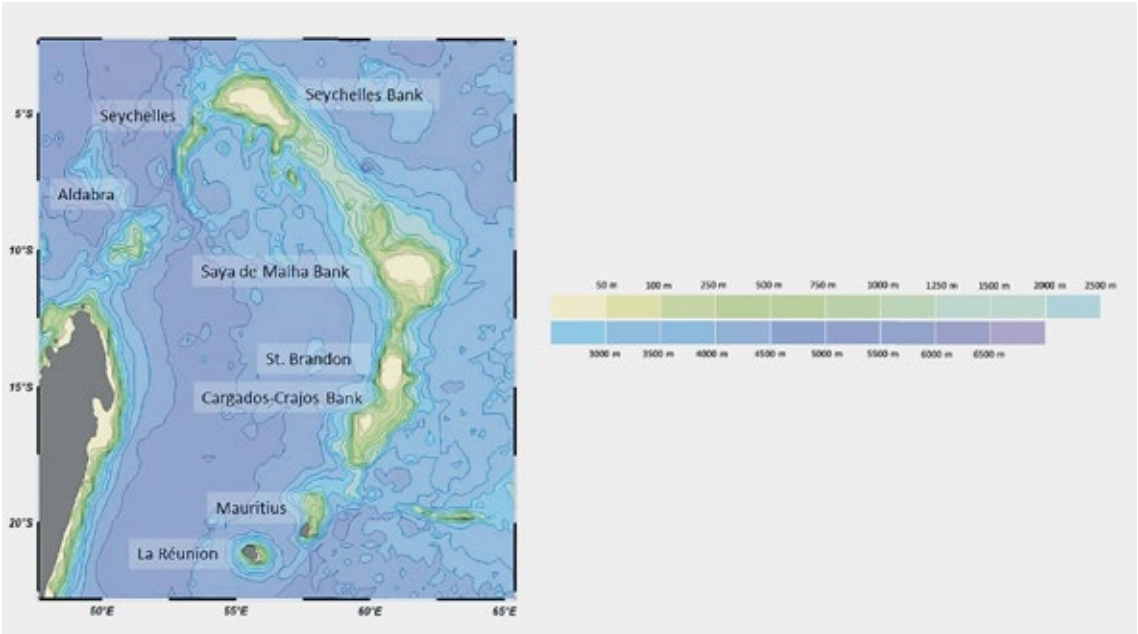 Seychelles Bank
5°S
Seychelles
Aldabra
10°S
Saya de Malha Bank
St. Brandon
15°S
Cargados-Crajos Bank
Mauritius
20°S
La Réunion
50°E 55°E 60°E 65°E
50 m 100 m 250 m 500 m 750 m 1000 m 1250 m 1500 m 2000 m 2500 m
3000 m 3500 m 4000 m 4500 m 5000 m 5500 m 6000 m 6500 m